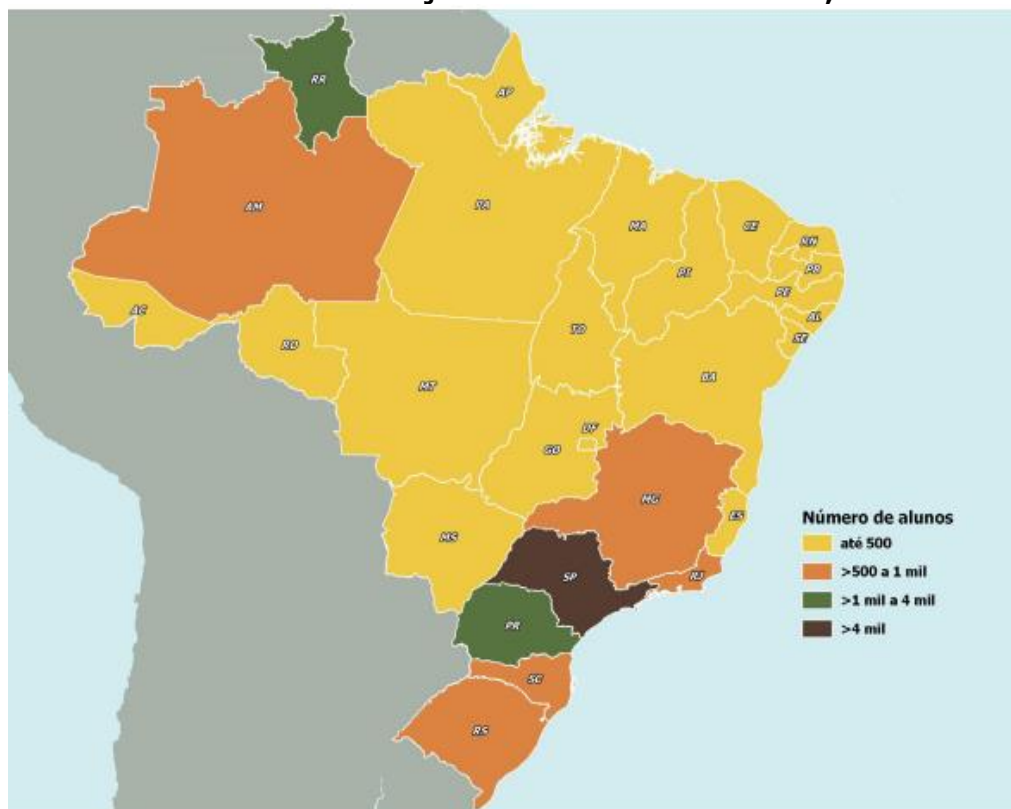 RR
AP
AM
PA
MA
CE
RN
PB
PI
PE
AL
SE
AC
RO
TO
BA
MT
DF
GO
MG
ES
MS
SP
RJ
PR
SC
RS
Número de alunos
até 500
>500 a 1 mil
>1 mil a 4 mil
>4 mil